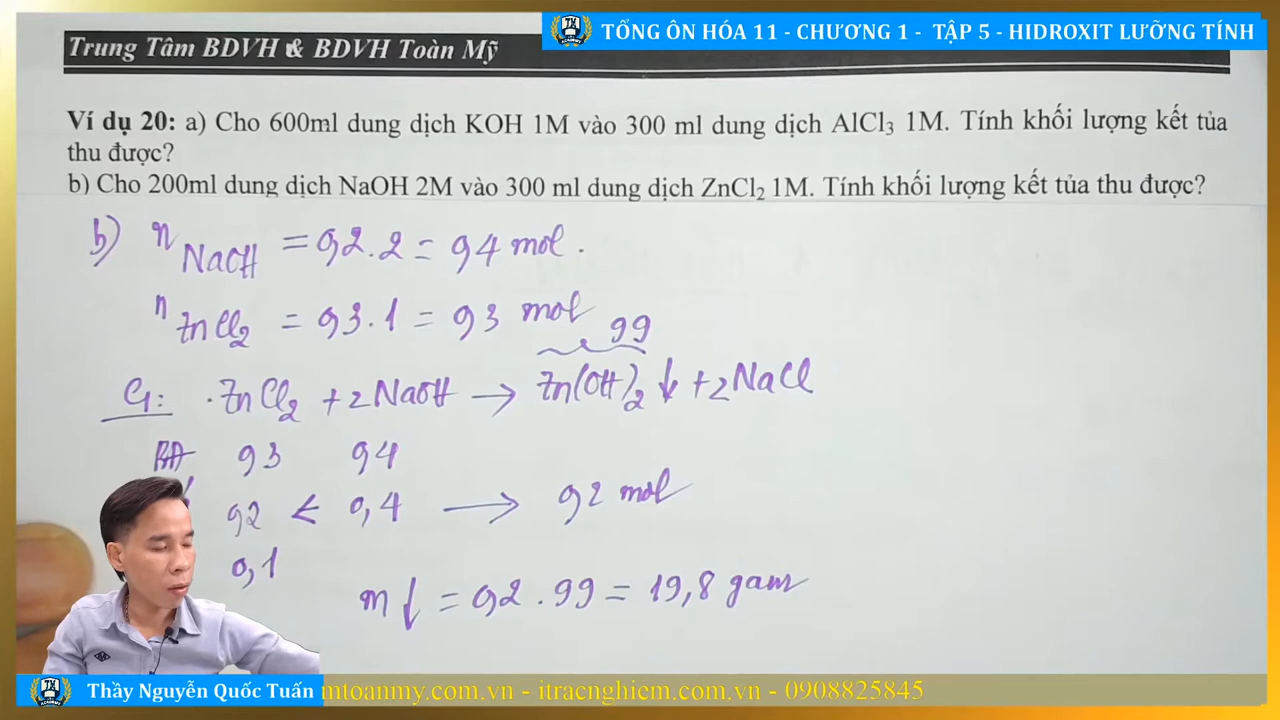 TỔNG ÔN HÓA 11 - CHƯƠNG 1 - TẬP 5 - HIDROXIT LƯỠNG TÍNH
Trung Tâm BDVH & BDVH Toàn Mỹ
Ví dụ 20: a) Cho 600ml dung dịch KOH 1M vào 300 ml dung dịch AlCl₃ 1M. Tính khối lượng kết tủa
thu được?
b) Cho 200ml dung dịch NaOH 2M vào 300 ml dung dịch ZnCl₂ 1M. Tính khối lượng kết tủa thu được?
b) n NaOH = 0,2 . 2 = 0,4 mol .
n ZnCl₂ = 0,3 . 1 = 0,3 mol
99
G: . ZnCl₂ + 2NaOH → Zn(OH)₂ ↓ + 2NaCl
0,3 0,4
0,2 < 0,4 → 0,2 mol
0,1
m↓ = 0,2 . 99 = 19,8 gam
Thầy Nguyễn Quốc Tuấn
mtoanmy.com.vn - itracnghiem.com.vn - 0908825845